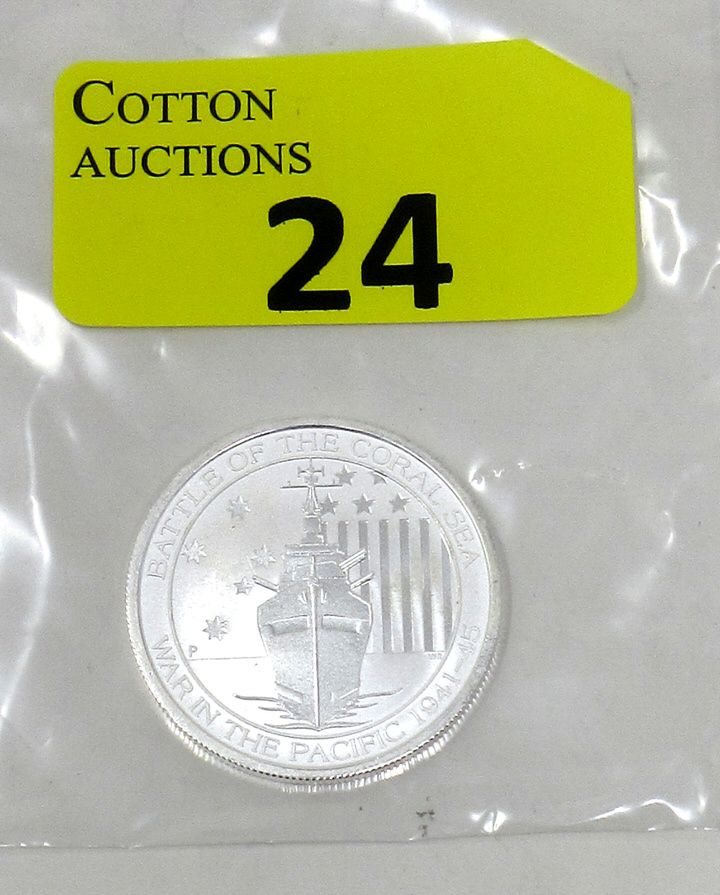 COTTON
AUCTIONS
24
BATTLE OF THE CORAL SEA
P
WAR IN THE PACIFIC 1941-45